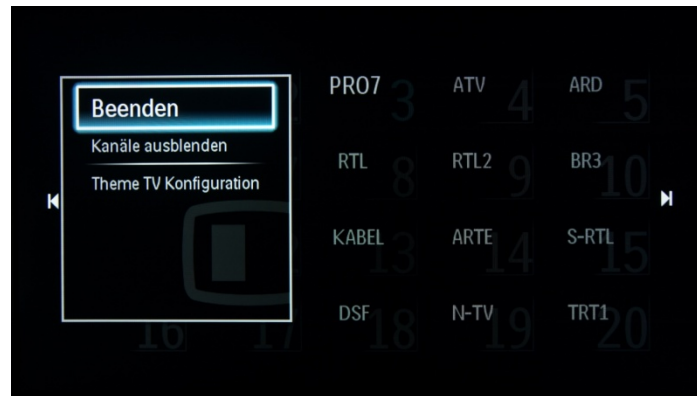 PRO7 3
ATV 4
ARD 5
Beenden
Kanäle ausblenden
Theme TV Konfiguration
RTL 8
RTL2 9
BR3 10
KABEL 13
ARTE 14
S-RTL 15
DSF 18
N-TV 19
TRT1 20
16
17